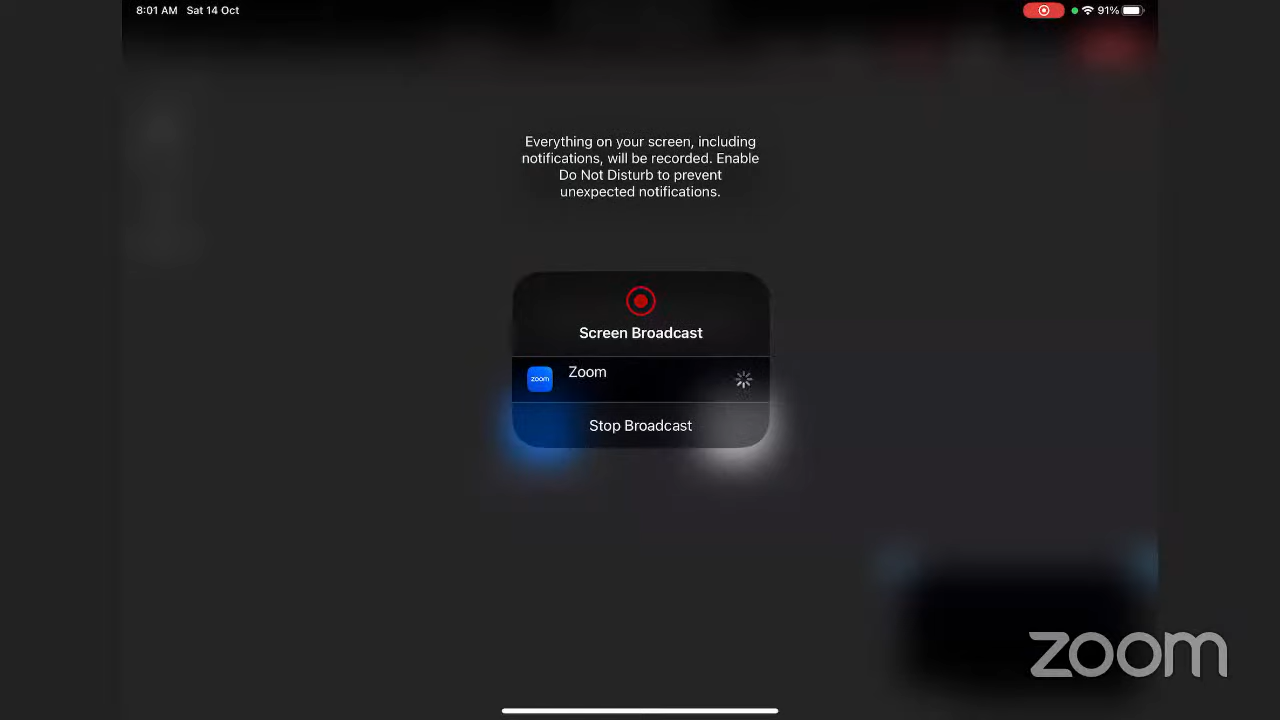 8:01 AM Sat 14 Oct
91%
Everything on your screen, including
notifications, will be recorded. Enable
Do Not Disturb to prevent
unexpected notifications.
Screen Broadcast
zoom
Zoom
Stop Broadcast
zoom